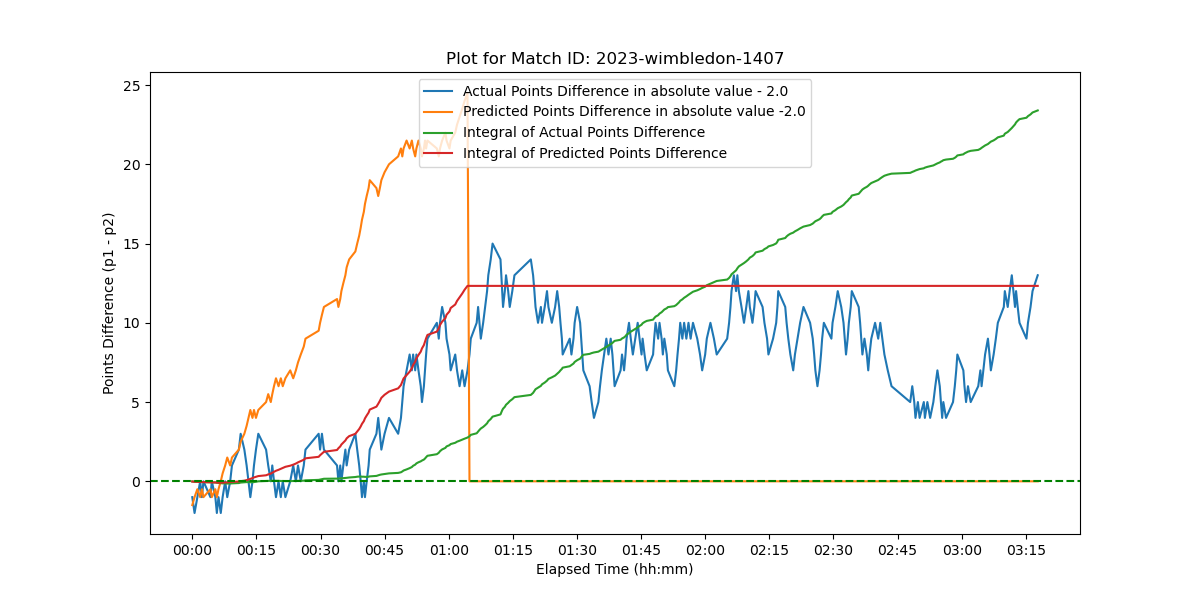 Plot for Match ID: 2023-wimbledon-1407
Actual Points Difference in absolute value - 2.0
Predicted Points Difference in absolute value -2.0
Integral of Actual Points Difference
Integral of Predicted Points Difference
Points Difference (p1 - p2)
25
20
15
10
5
0
00:00 00:15 00:30 00:45 01:00 01:15 01:30 01:45 02:00 02:15 02:30 02:45 03:00 03:15
Elapsed Time (hh:mm)